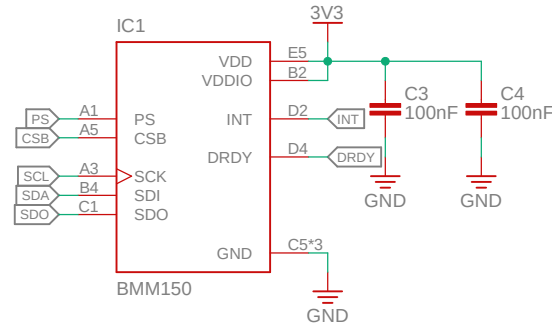 3V3
IC1
VDD E5
VDDIO B2
C3
100nF
C4
100nF
PS A1 PS
INT D2 INT
CSB A5 CSB
DRDY D4 DRDY
SCL A3 SCK
SDA B4 SDI
SDO C1 SDO
GND
GND
GND C5*3
BMM150
GND